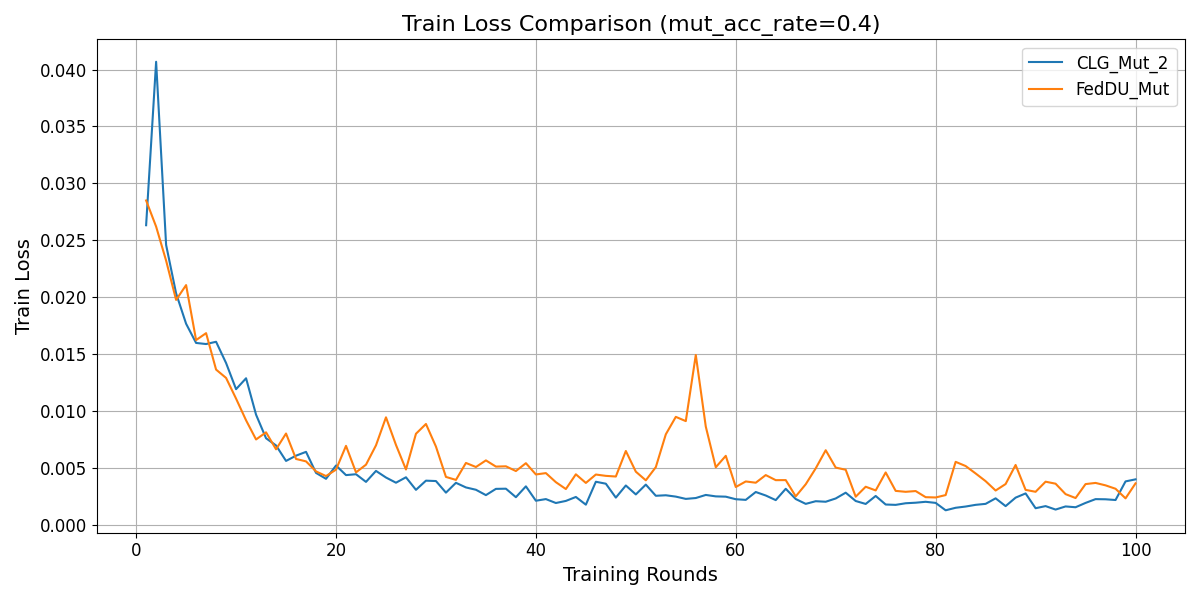 Train Loss Comparison (mut_acc_rate=0.4)
CLG_Mut_2
FedDU_Mut
Train Loss
0.040
0.035
0.030
0.025
0.020
0.015
0.010
0.005
0.000
0 20 40 60 80 100
Training Rounds